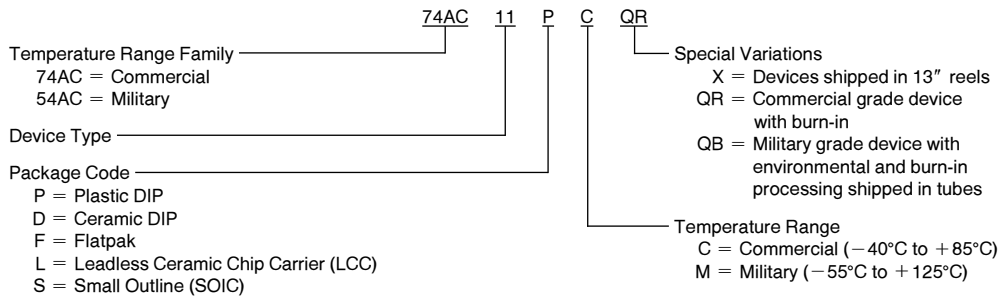 74AC 11 P C QR
Temperature Range Family
74AC = Commercial
54AC = Military
Device Type
Package Code
P = Plastic DIP
D = Ceramic DIP
F = Flatpak
L = Leadless Ceramic Chip Carrier (LCC)
S = Small Outline (SOIC)
Special Variations
X = Devices shipped in 13″ reels
QR = Commercial grade device
with burn-in
QB = Military grade device with
environmental and burn-in
processing shipped in tubes
Temperature Range
C = Commercial (−40°C to +85°C)
M = Military (−55°C to +125°C)